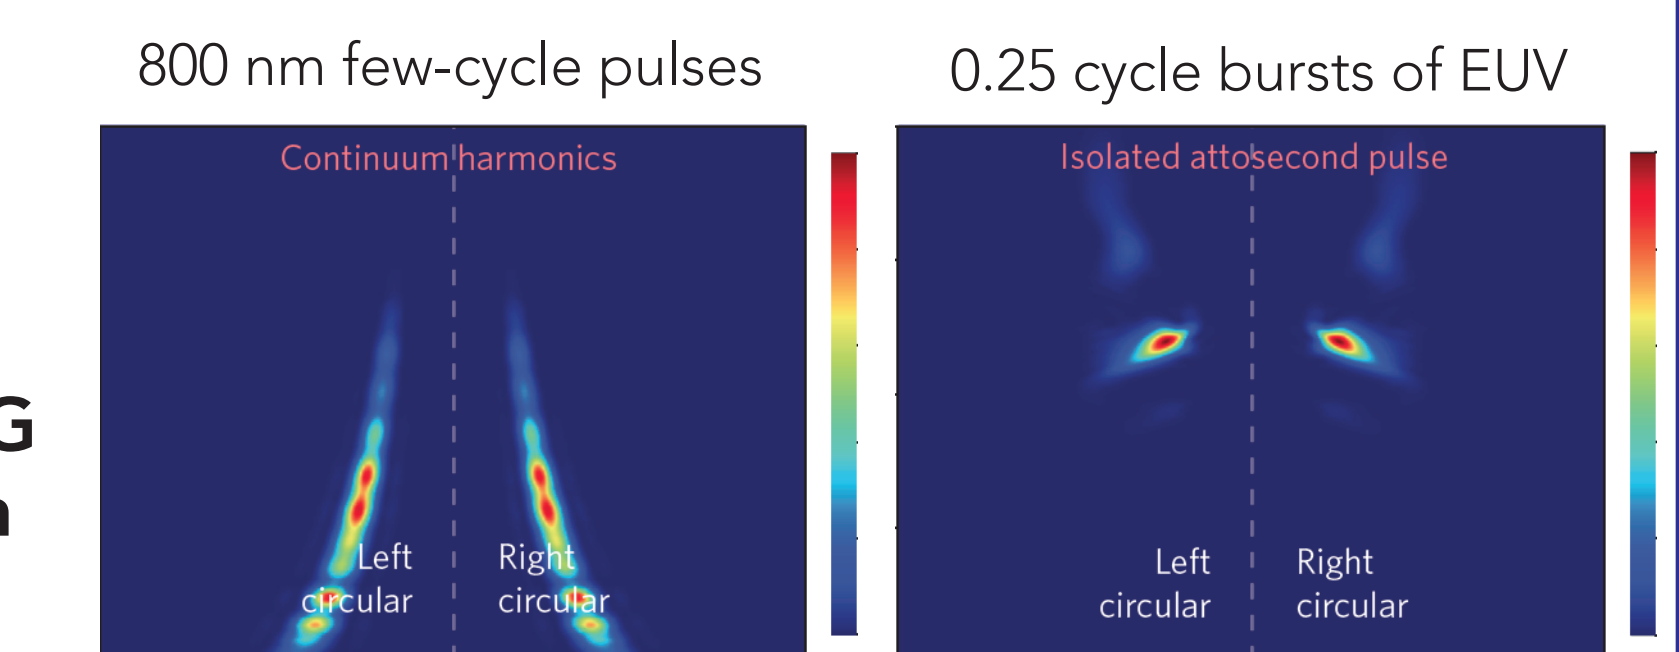 800 nm few-cycle pulses
0.25 cycle bursts of EUV
Continuum harmonics
Isolated attosecond pulse
G
n
Left
circular
Right
circular
Left
circular
Right
circular